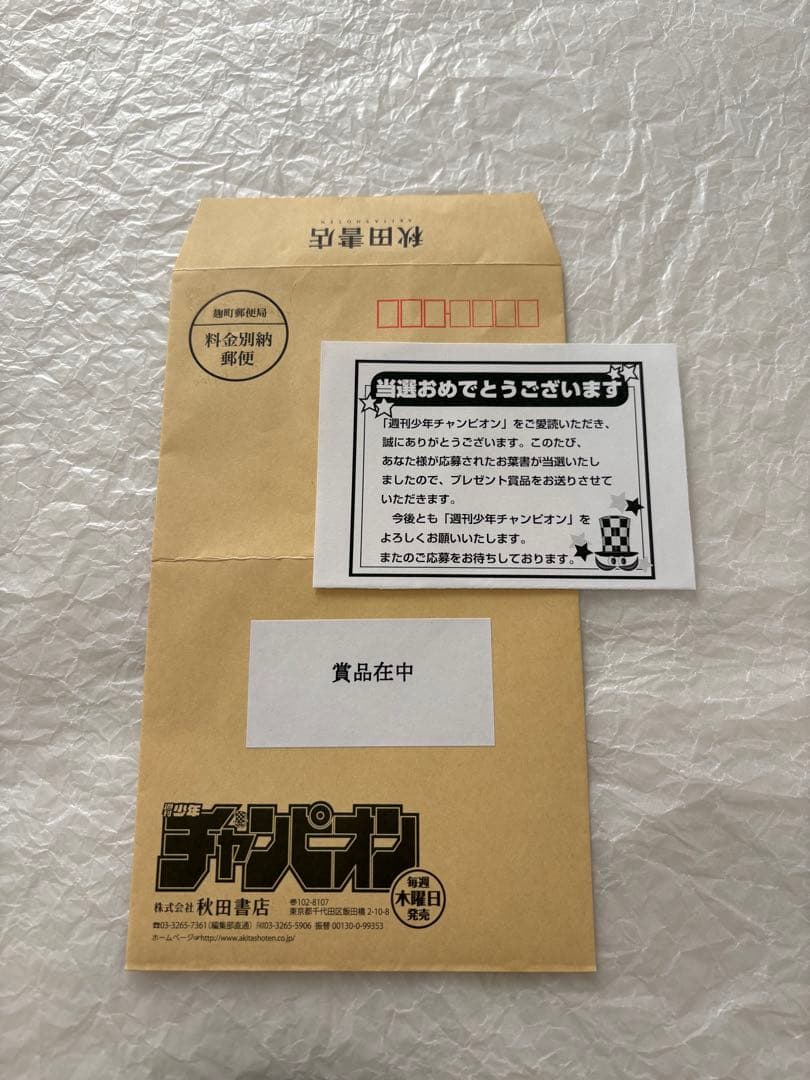 秋田書店
AKITASHOTEN
麹町郵便局
料金別納
郵便
当選おめでとうございます
「週刊少年チャンピオン」をご愛読いただき、
誠にありがとうございます。このたび、
あなた様が応募されたお葉書が当選いたし
ましたので、プレゼント賞品をお送りさせて
いただきます。
今後とも「週刊少年チャンピオン」を
よろしくお願いいたします。
またのご応募をお待ちしております。
賞品在中
週刊少年
チャンピオン
毎週
木曜日
発売
株式会社 秋田書店
〒102-8107
東京都千代田区飯田橋 2-10-8
☎03-3265-7361(編集部直通) FAX03-3265-5906 振替 00130-0-99353
ホームページ☞http://www.akitashoten.co.jp/